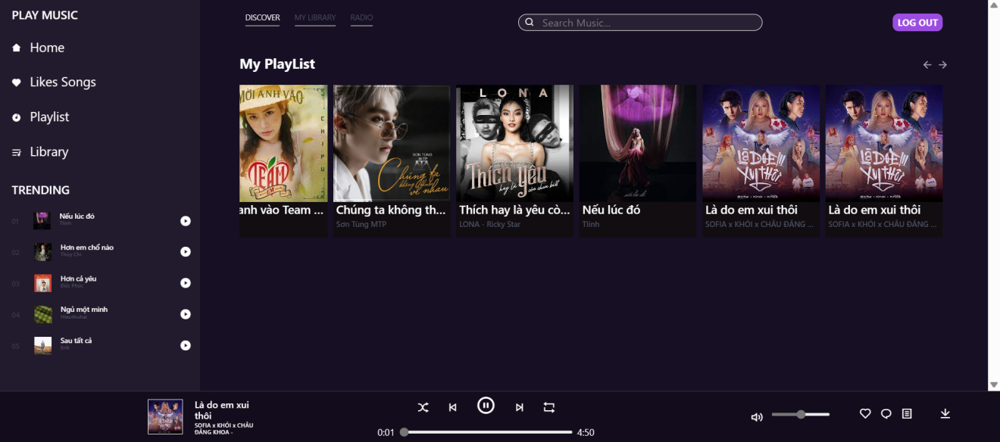 PLAY MUSIC
Home
Likes Songs
Playlist
Library
TRENDING
01
Nếu lúc đó
Tlinh
02
Hơn em chỗ nào
Thùy Chi
03
Hơn cả yêu
Đức Phúc
04
Ngủ một mình
Hieuthuhai
05
Sau tất cả
Erik
DISCOVER MY LIBRARY RADIO
Search Music...
LOG OUT
My PlayList
MỜI ANH VÀO
CHIPU
TEAM
EM
anh vào Team ...
SƠN TÙNG
M-TP
Chúng ta
không thuộc
về nhau
Chúng ta không th...
Sơn Tùng MTP
LONA
Thích Yêu
hay là còn chưa biết
Thích hay là yêu cò...
LONA - Ricky Star
Nếu lúc đó
Tlinh
LÀ DO EM
XUI THÔI
Là do em xui thôi
SOFIA x KHÓI x CHÂU ĐĂNG ...
LÀ DO EM
XUI THÔI
Là do em xui thôi
SOFIA x KHÓI x CHÂU ĐĂNG ...
Là do em xui
thôi
SOFIA x KHÓI x CHÂU
ĐĂNG KHOA -
0:01
4:50